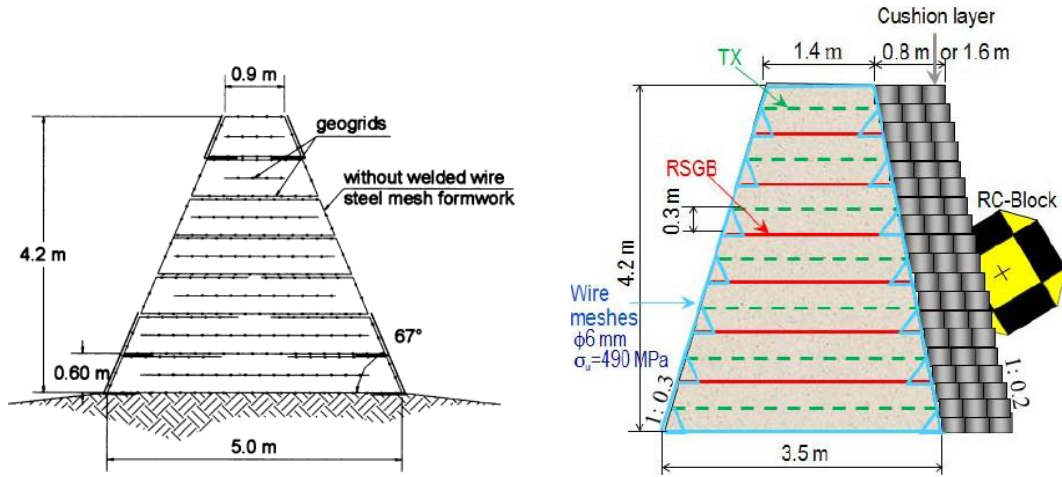 0.9 m
geogrids
without welded wire
steel mesh formwork
4.2 m
67°
0.60 m
5.0 m
Cushion layer
1.4 m
0.8 m or 1.6 m
TX
RSGB
RC-Block
0.3 m
4.2 m
Wire
meshes
ϕ6 mm
σu=490 MPa
1: 0.3
1: 0.2
3.5 m